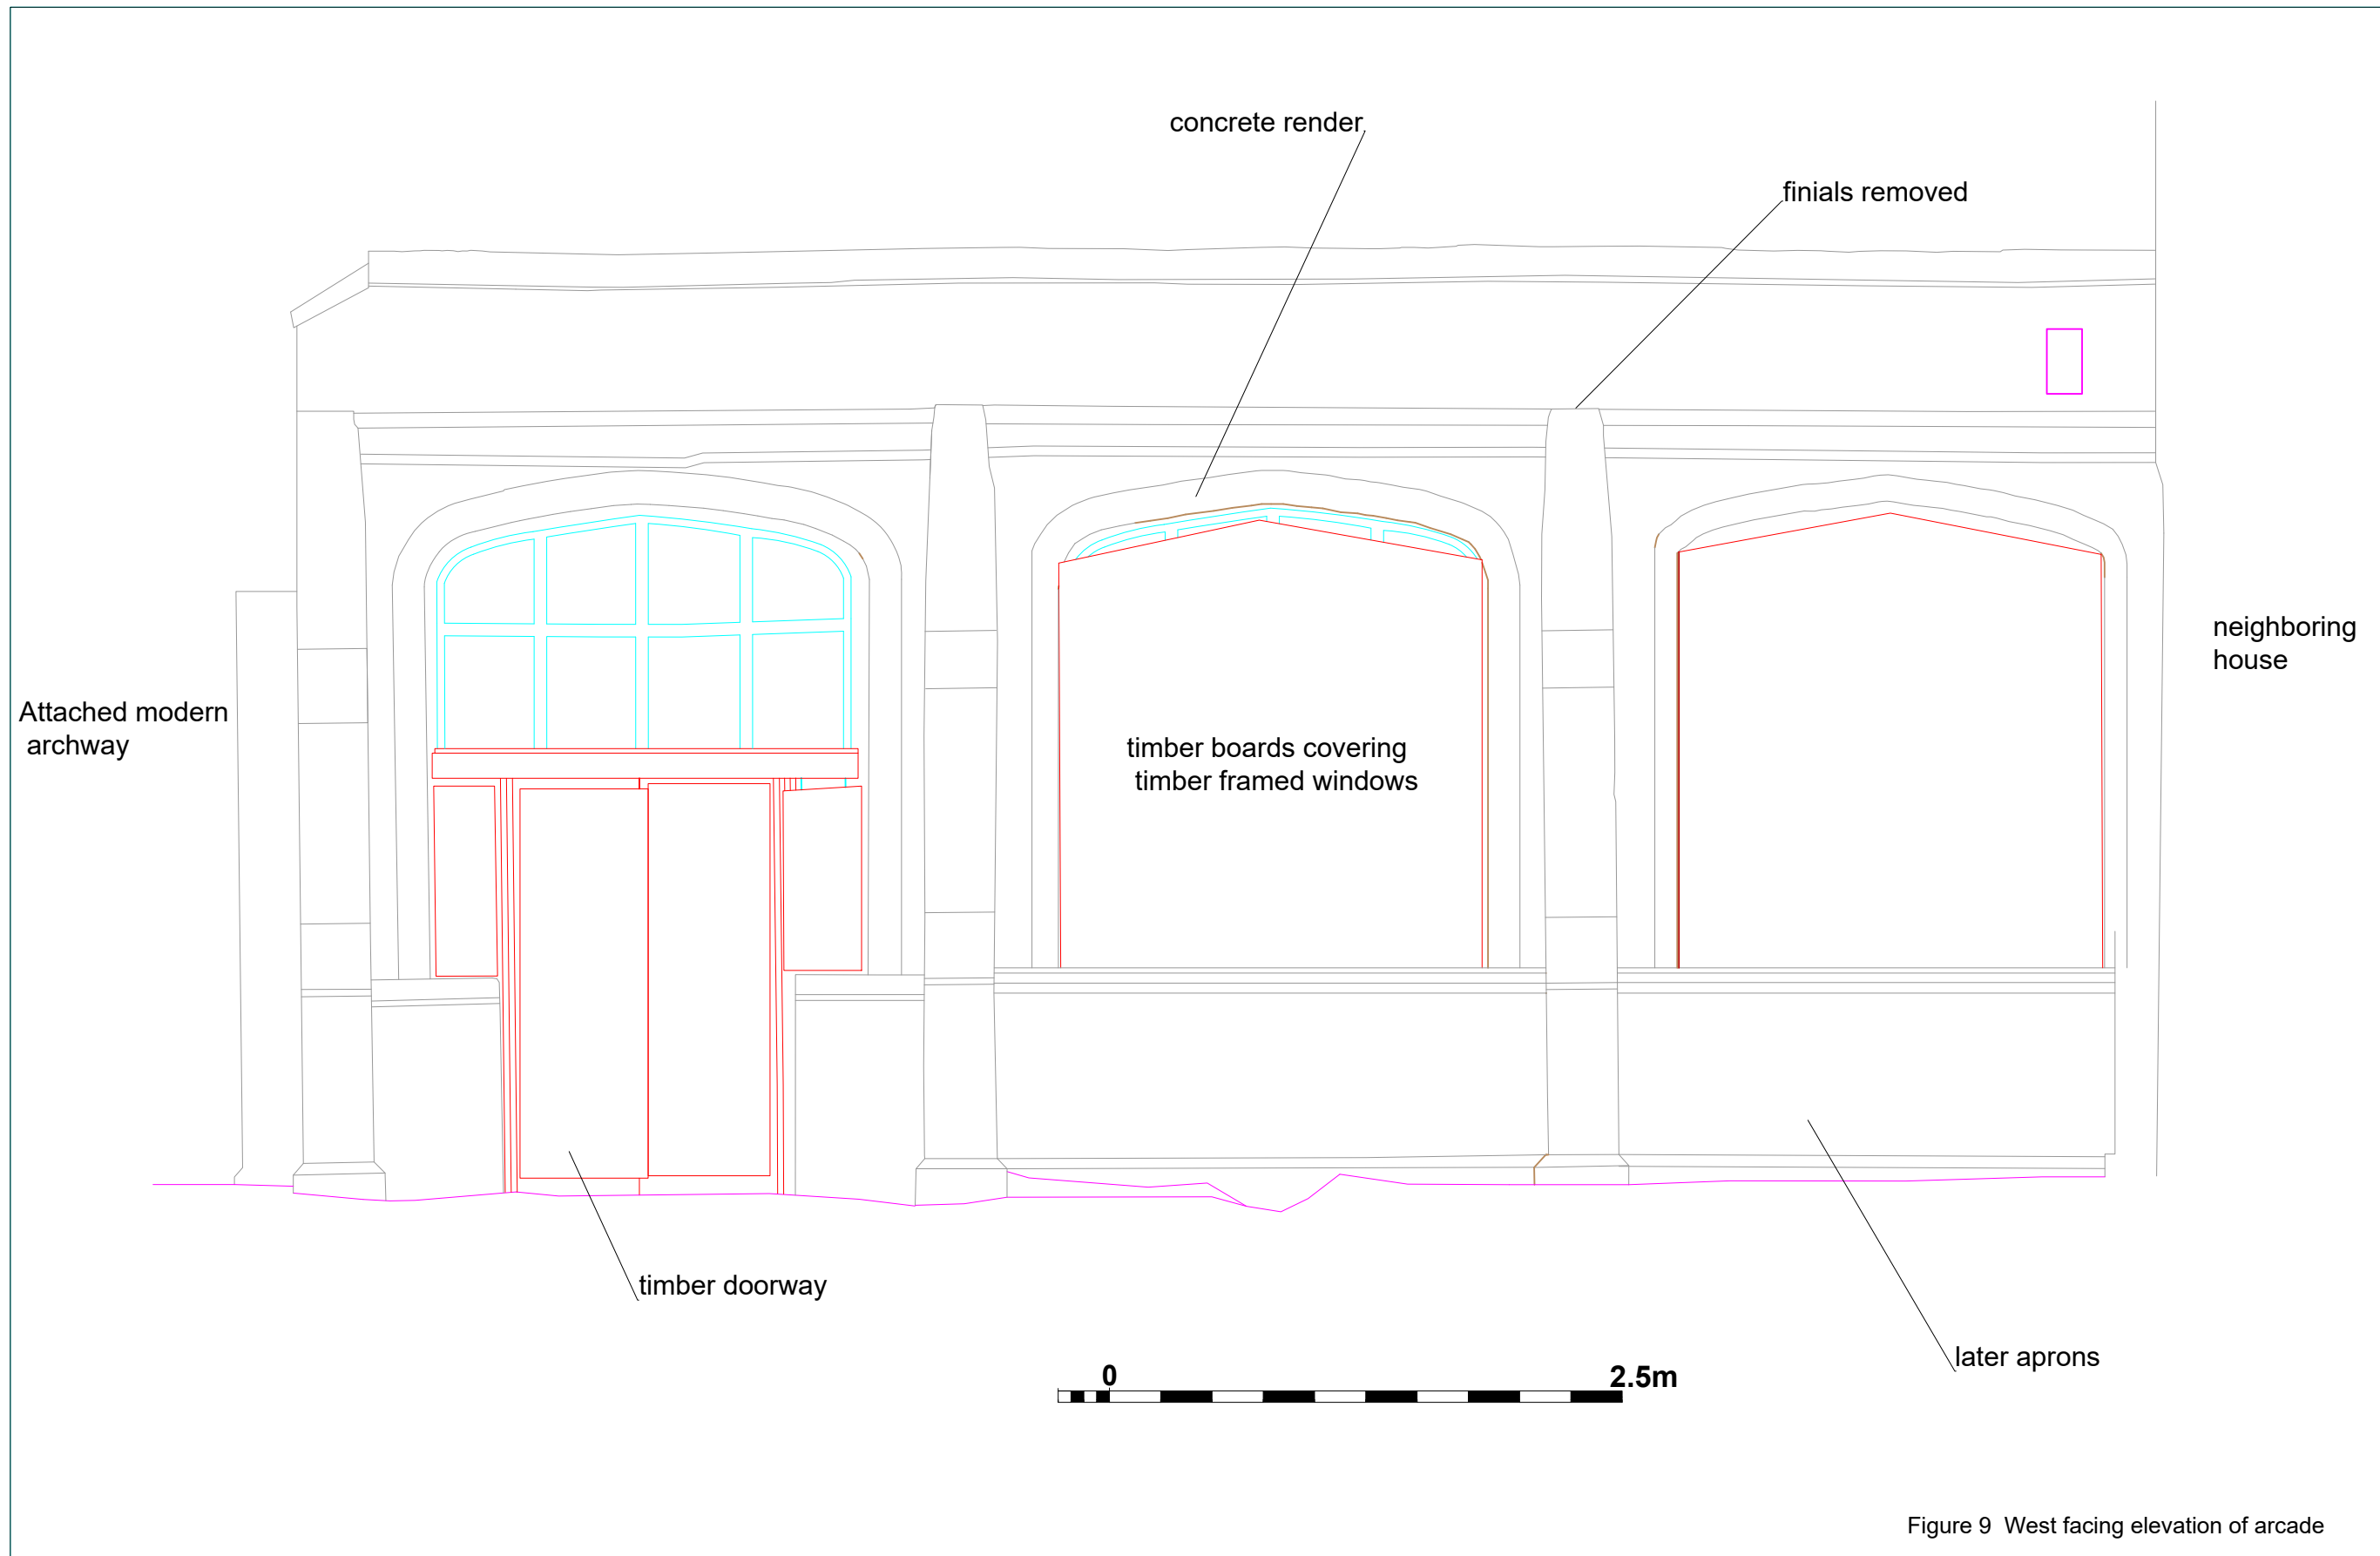 concrete render
finials removed
neighboring
house
Attached modern
archway
timber boards covering
timber framed windows
timber doorway
later aprons
0
2.5m
Figure 9 West facing elevation of arcade